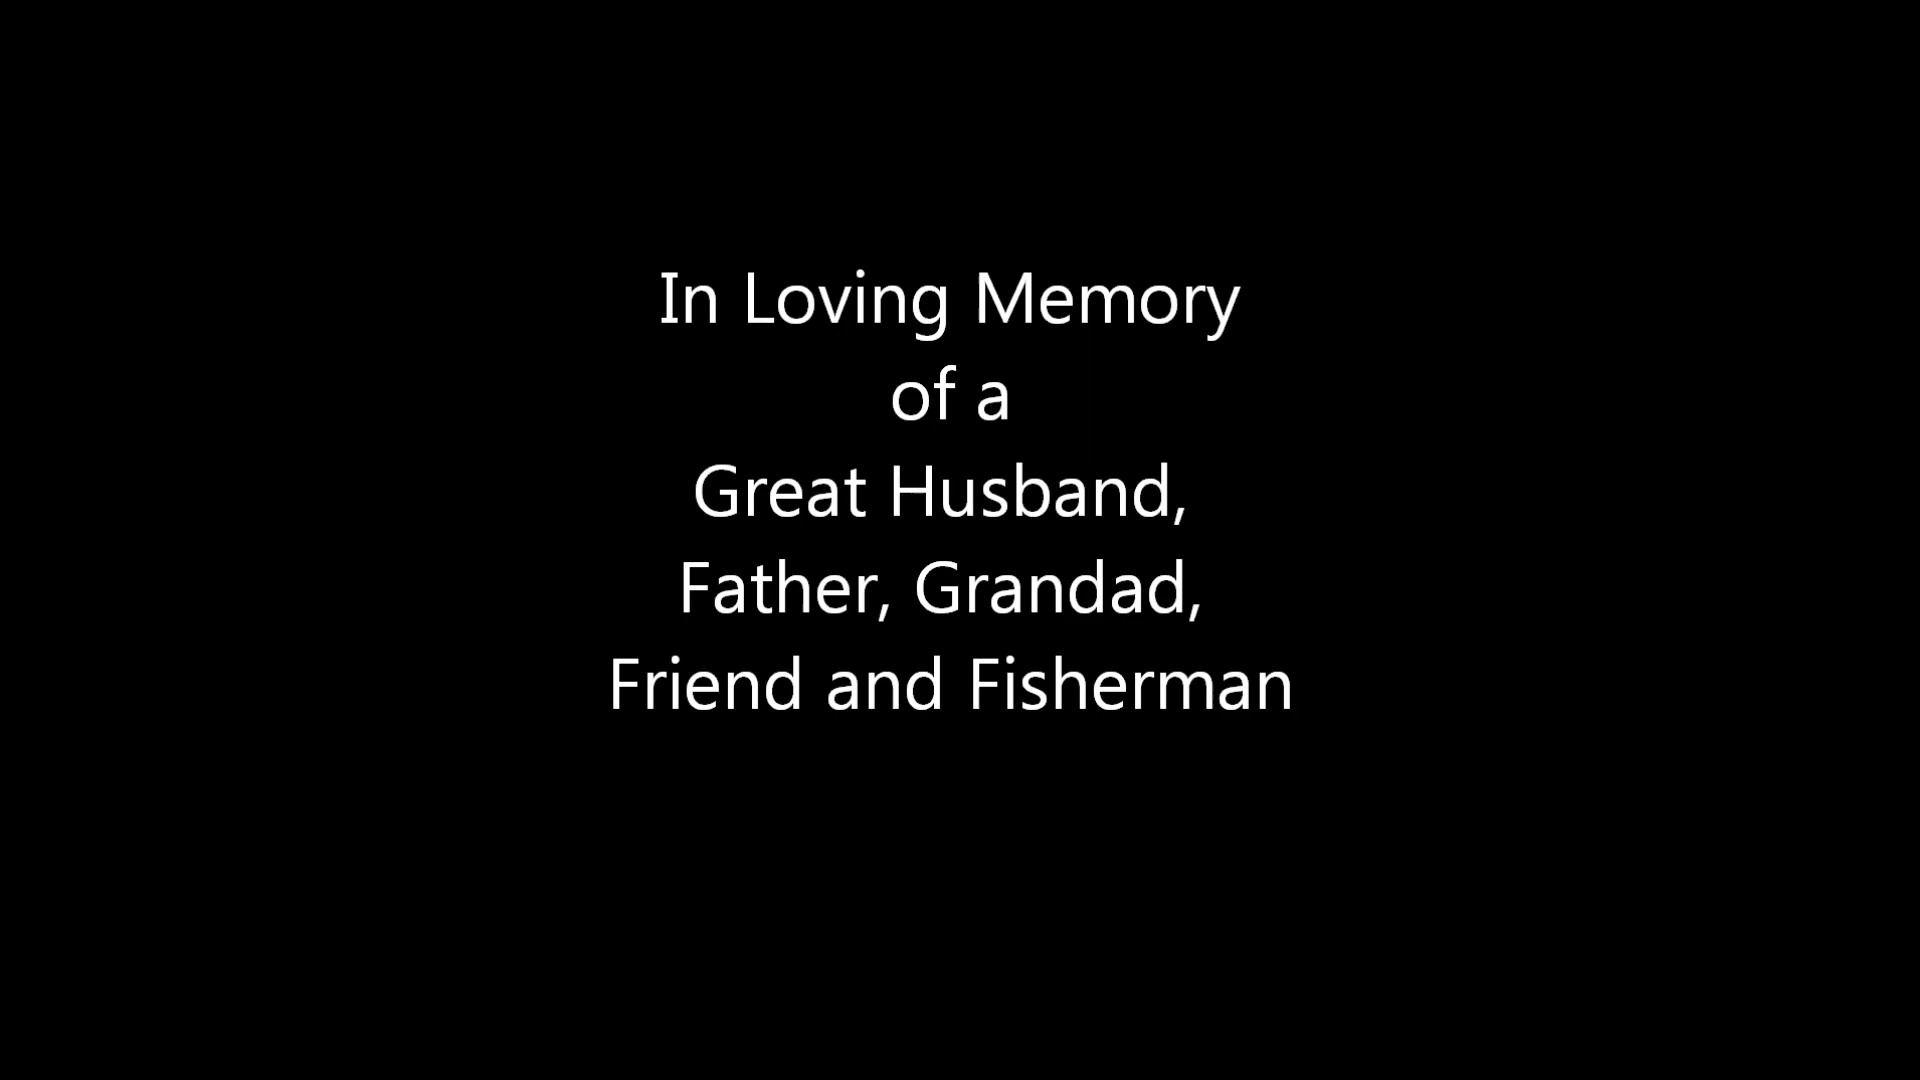 In Loving Memory
of a
Great Husband,
Father, Grandad,
Friend and Fisherman